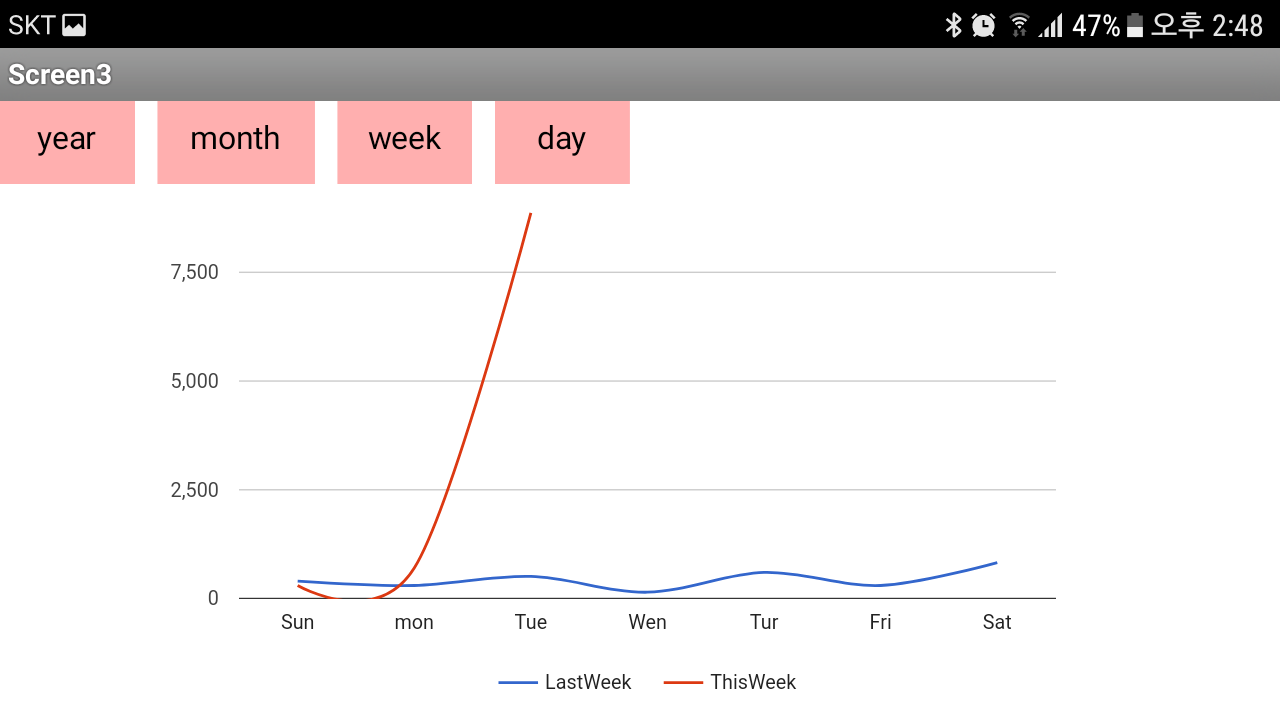 SKT 47% 오후 2:48
Screen3
year month week day
7,500
5,000
2,500
0
Sun mon Tue Wen Tur Fri Sat
LastWeek ThisWeek